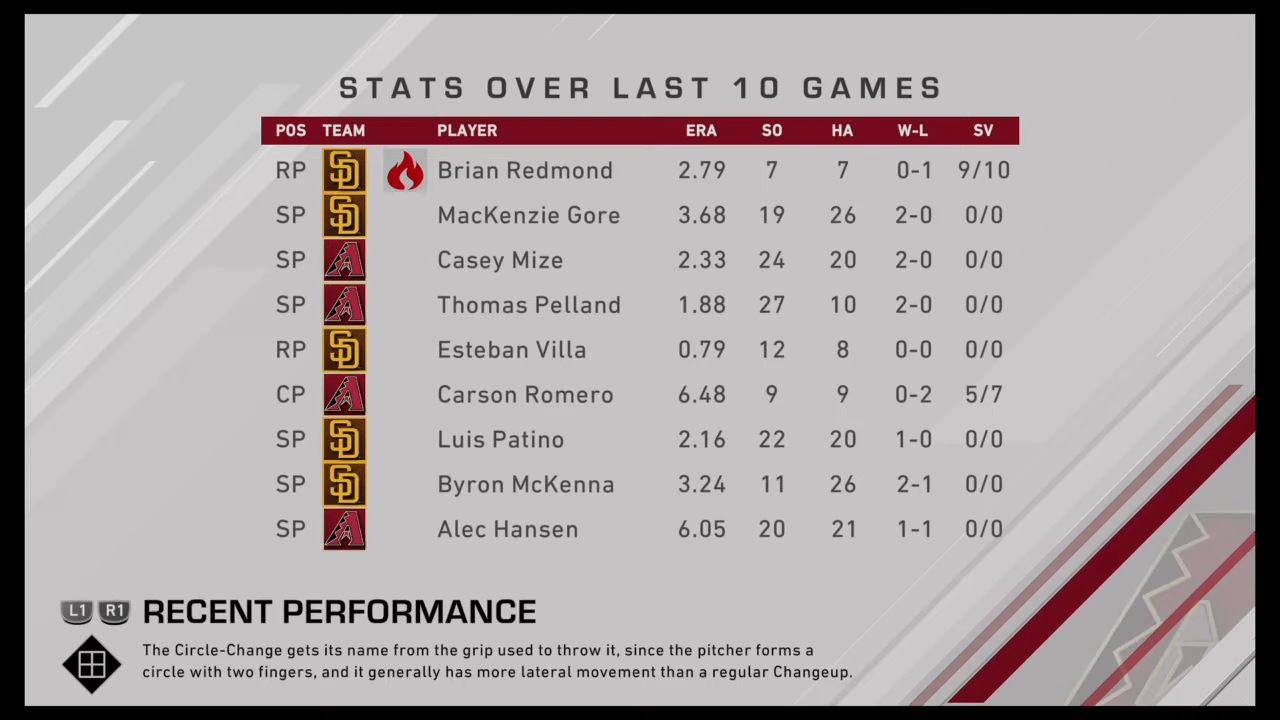 STATS OVER LAST 10 GAMES
POS TEAM PLAYER ERA SO HA W-L SV
RP SD Brian Redmond 2.79 7 7 0-1 9/10
SP SD MacKenzie Gore 3.68 19 26 2-0 0/0
SP A Casey Mize 2.33 24 20 2-0 0/0
SP A Thomas Pelland 1.88 27 10 2-0 0/0
RP SD Esteban Villa 0.79 12 8 0-0 0/0
CP A Carson Romero 6.48 9 9 0-2 5/7
SP SD Luis Patino 2.16 22 20 1-0 0/0
SP SD Byron McKenna 3.24 11 26 2-1 0/0
SP A Alec Hansen 6.05 20 21 1-1 0/0
L1 R1 RECENT PERFORMANCE
The Circle-Change gets its name from the grip used to throw it, since the pitcher forms a
circle with two fingers, and it generally has more lateral movement than a regular Changeup.